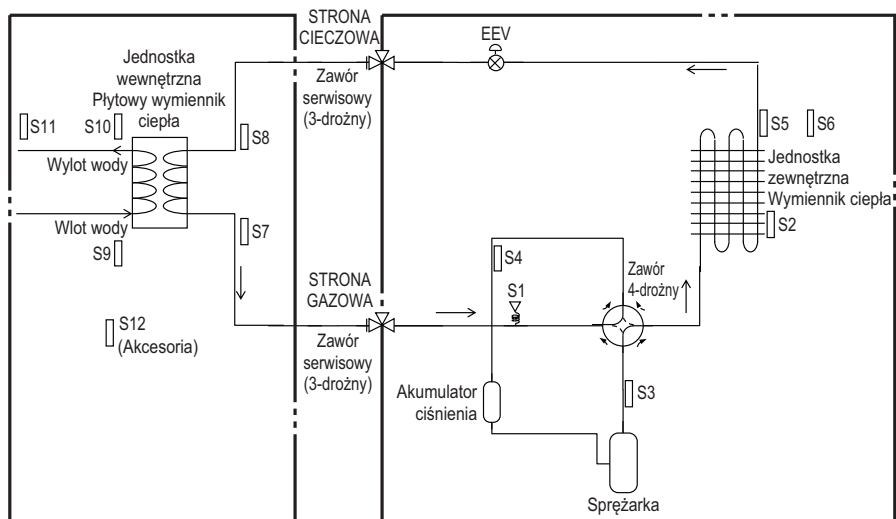 STRONA
CIECZOWA
EEV
Jednostka
wewnętrzna
Płytowy wymiennik
ciepła
Zawór
serwisowy
(3-drożny)
S11
S10
S8
S5
S6
Wylot wody
Jednostka
zewnętrzna
Wymiennik ciepła
Wlot wody
S7
S2
S9
S4
STRONA
GAZOWA
S1
Zawór
4-drożny
S12
(Akcesoria)
Zawór
serwisowy
(3-drożny)
Akumulator
ciśnienia
S3
Sprężarka